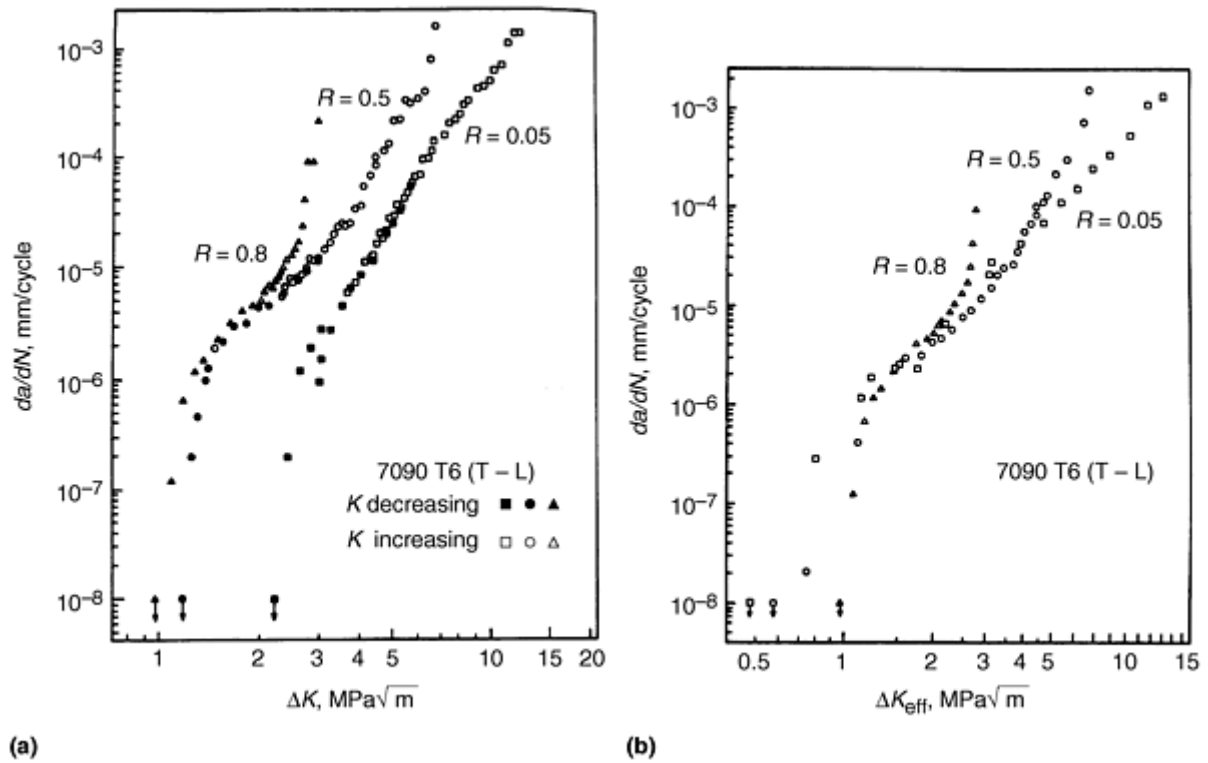 10⁻³
10⁻⁴
10⁻⁵
10⁻⁶
10⁻⁷
10⁻⁸
da/dN, mm/cycle
R = 0.5
R = 0.05
R = 0.8
7090 T6 (T – L)
K decreasing
K increasing
1 2 3 5 10 15 20
ΔK, MPa√m
(a)
10⁻³
10⁻⁴
10⁻⁵
10⁻⁶
10⁻⁷
10⁻⁸
da/dN, mm/cycle
R = 0.5
R = 0.05
R = 0.8
7090 T6 (T – L)
0.5 1 2 3 4 5 10 15
ΔK_eff, MPa√m
(b)